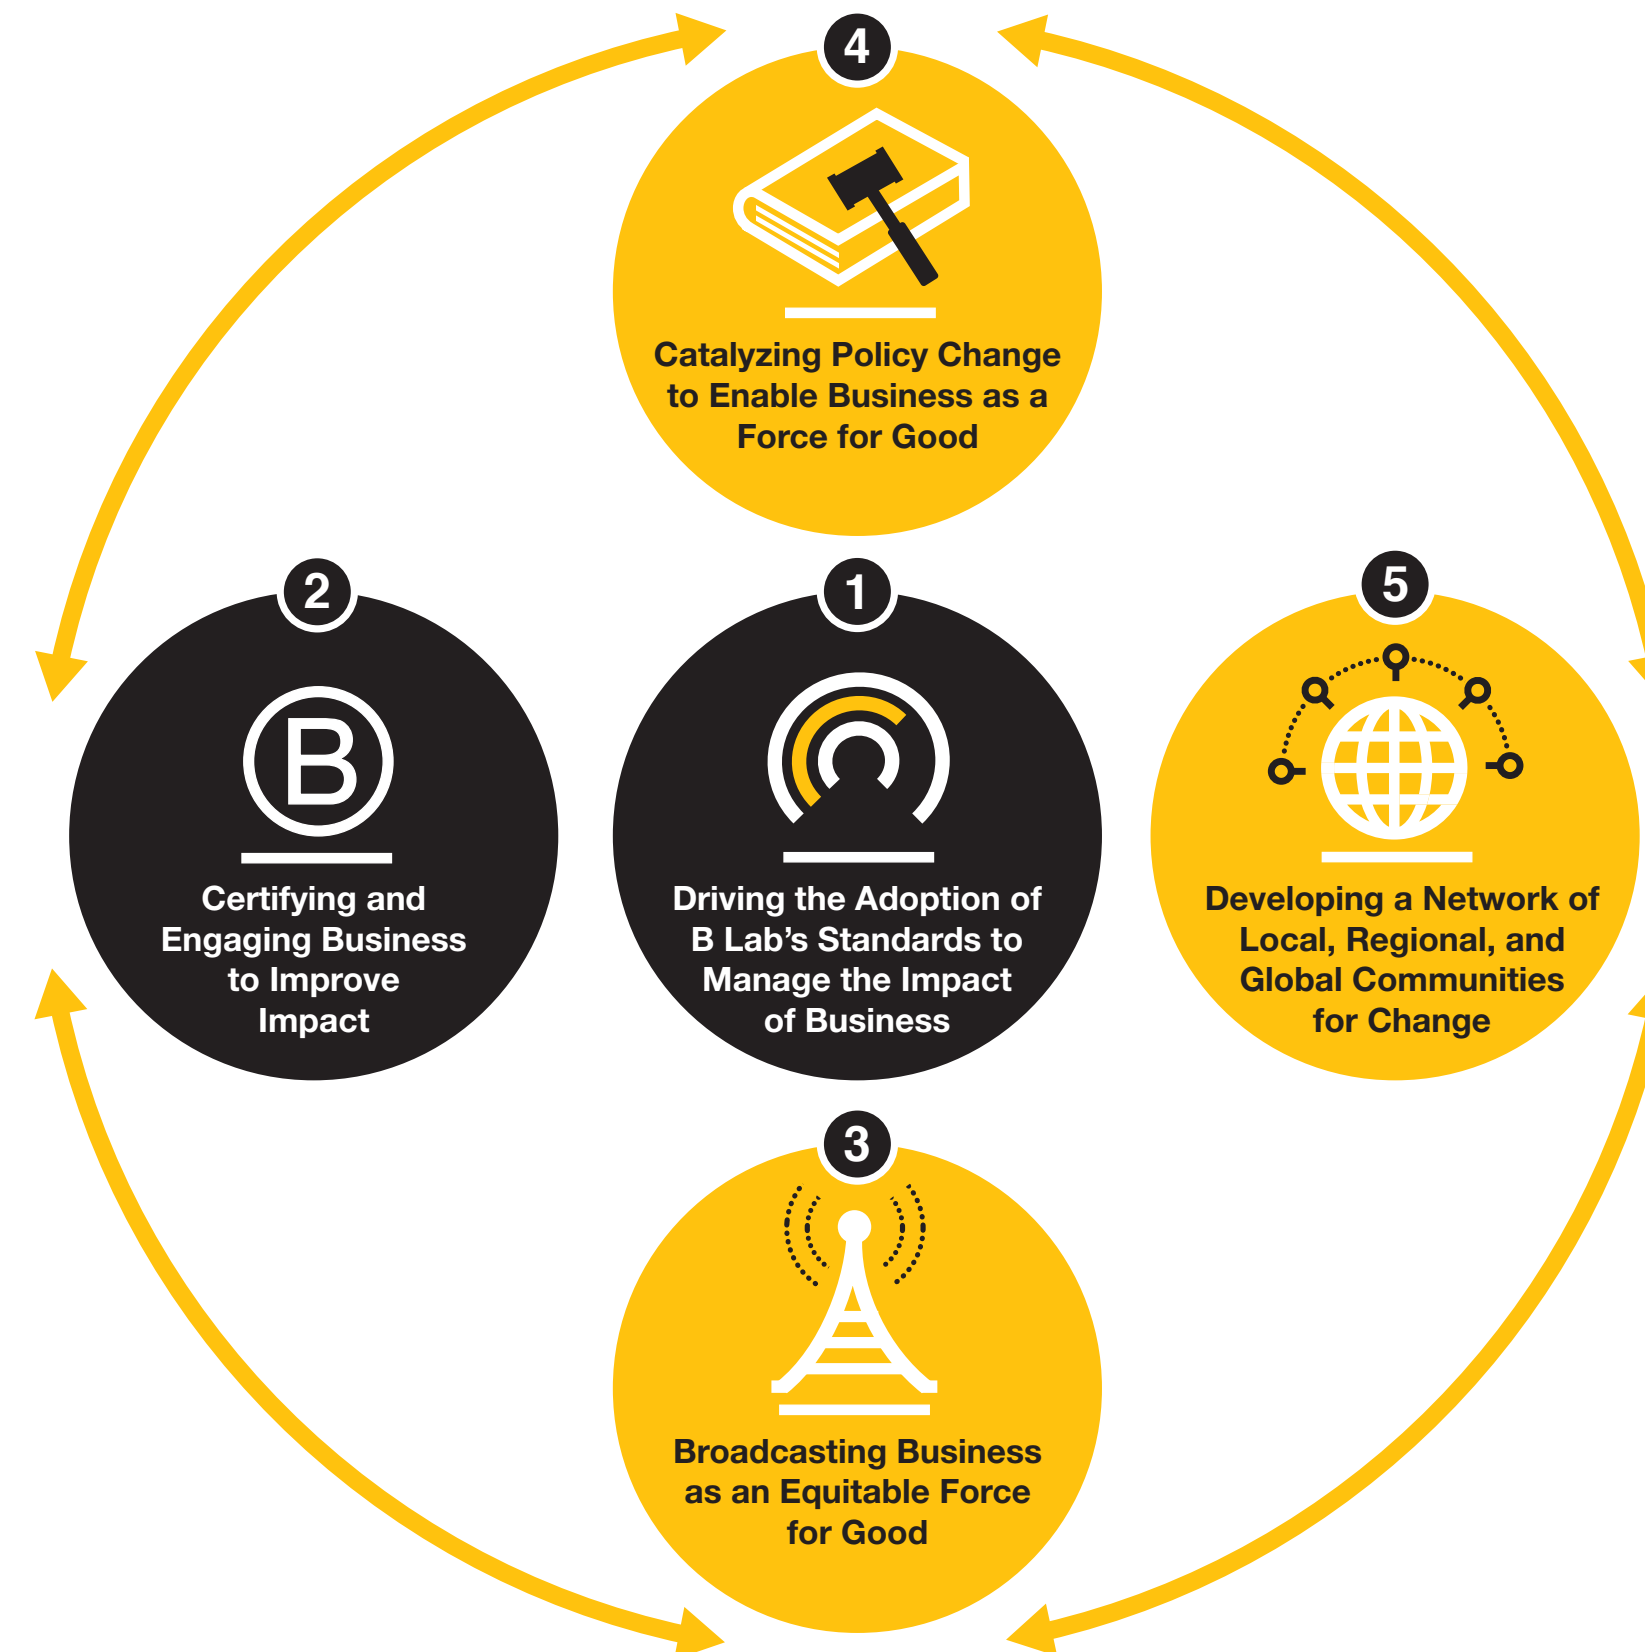 4
Catalyzing Policy Change
to Enable Business as a
Force for Good
2
B
Certifying and
Engaging Business
to Improve
Impact
1
Driving the Adoption of
B Lab’s Standards to
Manage the Impact
of Business
5
Developing a Network of
Local, Regional, and
Global Communities
for Change
3
Broadcasting Business
as an Equitable Force
for Good